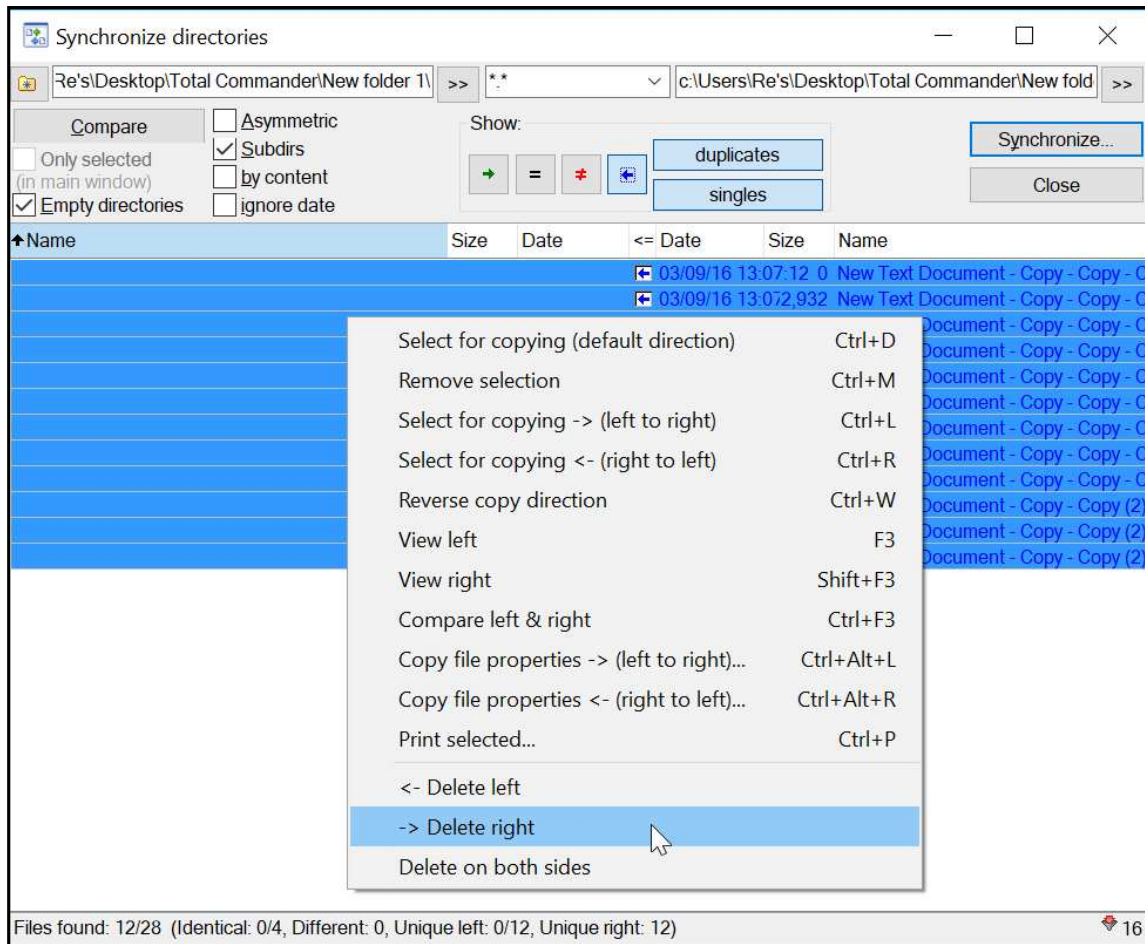 Synchronize directories
Re's\Desktop\Total Commander\New folder 1\ >> *.* c:\Users\Re's\Desktop\Total Commander\New fold >>
Compare Asymmetric Show: Synchronize...
Only selected Subdirs duplicates
(in main window) by content → = ≠ singles Close
Empty directories ignore date
Name Size Date <= Date Size Name
03/09/16 13:07:12 0 New Text Document - Copy - Copy - C
03/09/16 13:072,932 New Text Document - Copy - Copy - C
Document - Copy - Copy - C
Document - Copy - Copy - C
Document - Copy - Copy - C
Document - Copy - Copy - C
Document - Copy - Copy - C
Document - Copy - Copy - C
Document - Copy - Copy - C
Document - Copy - Copy (2)
Document - Copy - Copy (2)
Document - Copy - Copy (2)
Select for copying (default direction) Ctrl+D
Remove selection Ctrl+M
Select for copying -> (left to right) Ctrl+L
Select for copying <- (right to left) Ctrl+R
Reverse copy direction Ctrl+W
View left F3
View right Shift+F3
Compare left & right Ctrl+F3
Copy file properties -> (left to right)... Ctrl+Alt+L
Copy file properties <- (right to left)... Ctrl+Alt+R
Print selected... Ctrl+P
<- Delete left
-> Delete right
Delete on both sides
Files found: 12/28 (Identical: 0/4, Different: 0, Unique left: 0/12, Unique right: 12) 16